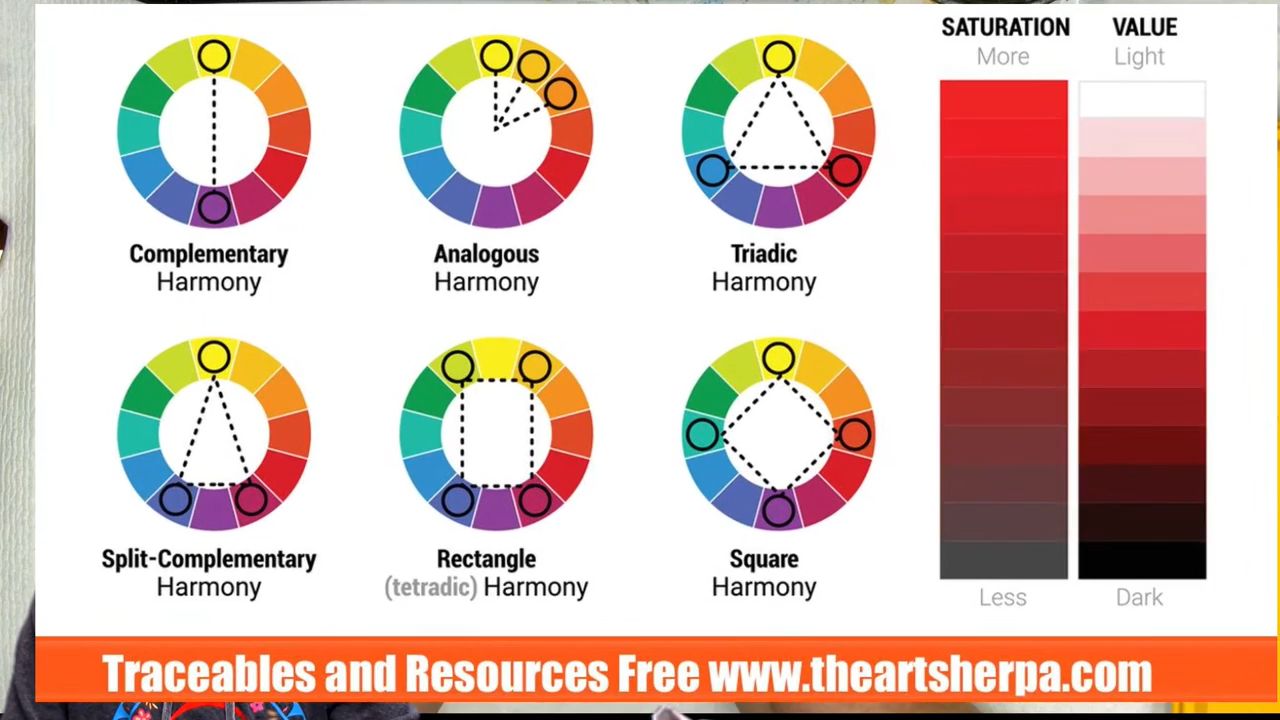 SATURATION
More
VALUE
Light
Complementary
Harmony
Analogous
Harmony
Triadic
Harmony
Split-Complementary
Harmony
Rectangle
(tetradic) Harmony
Square
Harmony
Less
Dark
Traceables and Resources Free www.theartsherpa.com